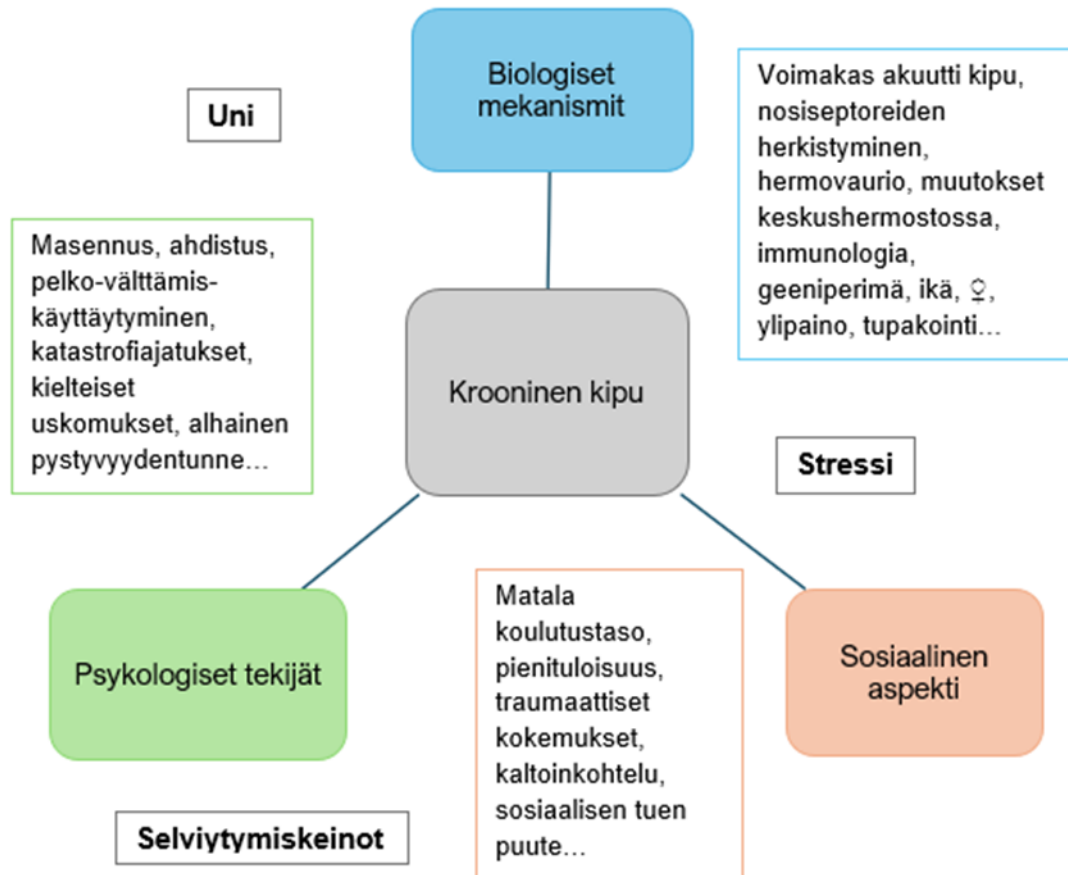 Biologiset
mekanismit
Uni
Voimakas akuutti kipu,
nosiseptoreiden
herkistyminen,
hermovaurio, muutokset
keskushermostossa,
immunologia,
geeniperimä, ikä, ♀,
ylipaino, tupakointi...
Masennus, ahdistus,
pelko-välttämis-
käyttäytyminen,
katastrofiajatukset,
kielteiset
uskomukset, alhainen
pystyvyydentunne...
Krooninen kipu
Stressi
Psykologiset tekijät
Matala
koulutustaso,
pienituloisuus,
traumaattiset
kokemukset,
kaltoinkohtelu,
sosiaalisen tuen
puute...
Sosiaalinen
aspekti
Selviytymiskeinot